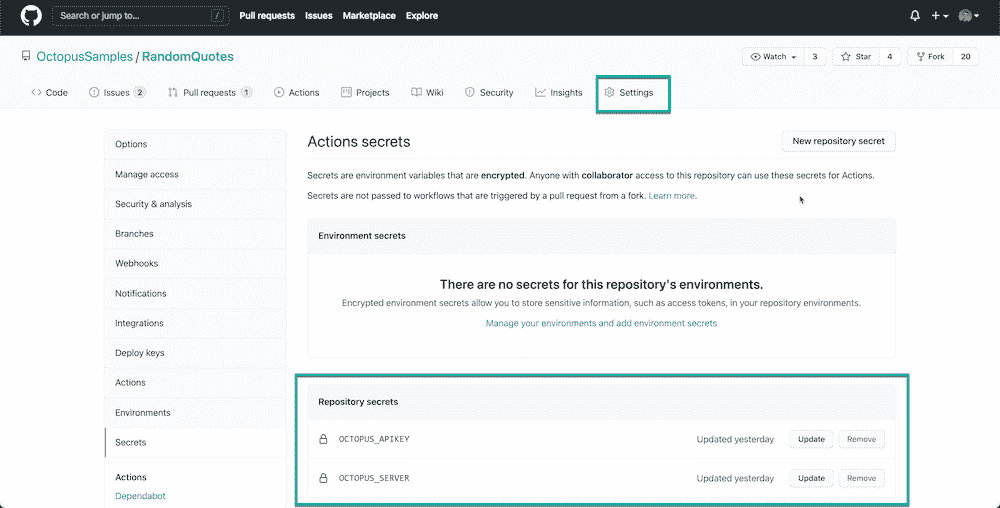 Search or jump to... /
Pull requests Issues Marketplace Explore
OctopusSamples / RandomQuotes
Watch 3 Star 4 Fork 20
Code Issues 2 Pull requests 1 Actions Projects Wiki Security Insights Settings
Options
Manage access
Security & analysis
Branches
Webhooks
Notifications
Integrations
Deploy keys
Actions
Environments
Secrets
Actions
Dependabot
Actions secrets
New repository secret
Secrets are environment variables that are encrypted. Anyone with collaborator access to this repository can use these secrets for Actions.
Secrets are not passed to workflows that are triggered by a pull request from a fork. Learn more.
Environment secrets
There are no secrets for this repository's environments.
Encrypted environment secrets allow you to store sensitive information, such as access tokens, in your repository environments.
Manage your environments and add environment secrets
Repository secrets
OCTOPUS_APIKEY Updated yesterday Update Remove
OCTOPUS_SERVER Updated yesterday Update Remove